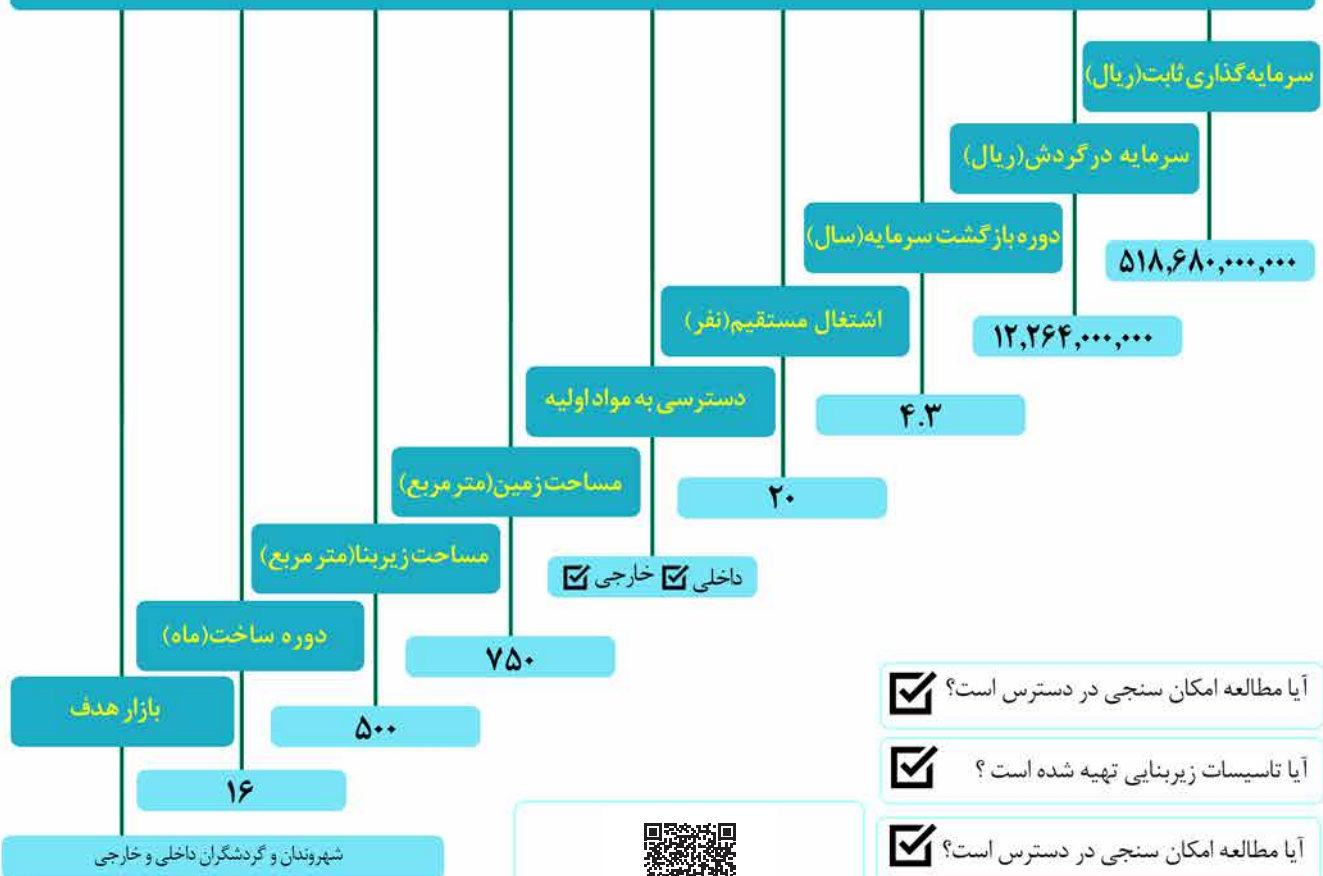 سرمایه‌گذاری ثابت(ریال)
۵۱۸,۶۸۰,۰۰۰,۰۰۰
سرمایه در گردش(ریال)
۱۲,۲۶۴,۰۰۰,۰۰۰
دوره بازگشت سرمایه(سال)
۴.۳
اشتغال مستقیم(نفر)
۲۰
دسترسی به مواد اولیه
داخلی ☑ خارجی ☑
مساحت زمین(متر مربع)
۷۵۰
مساحت زیربنا(متر مربع)
۵۰۰
دوره ساخت(ماه)
۱۶
بازار هدف
شهروندان و گردشگران داخلی و خارجی
آیا مطالعه امکان سنجی در دسترس است؟ ☑
آیا تاسیسات زیربنایی تهیه شده است ؟ ☑
آیا مطالعه امکان سنجی در دسترس است؟ ☑